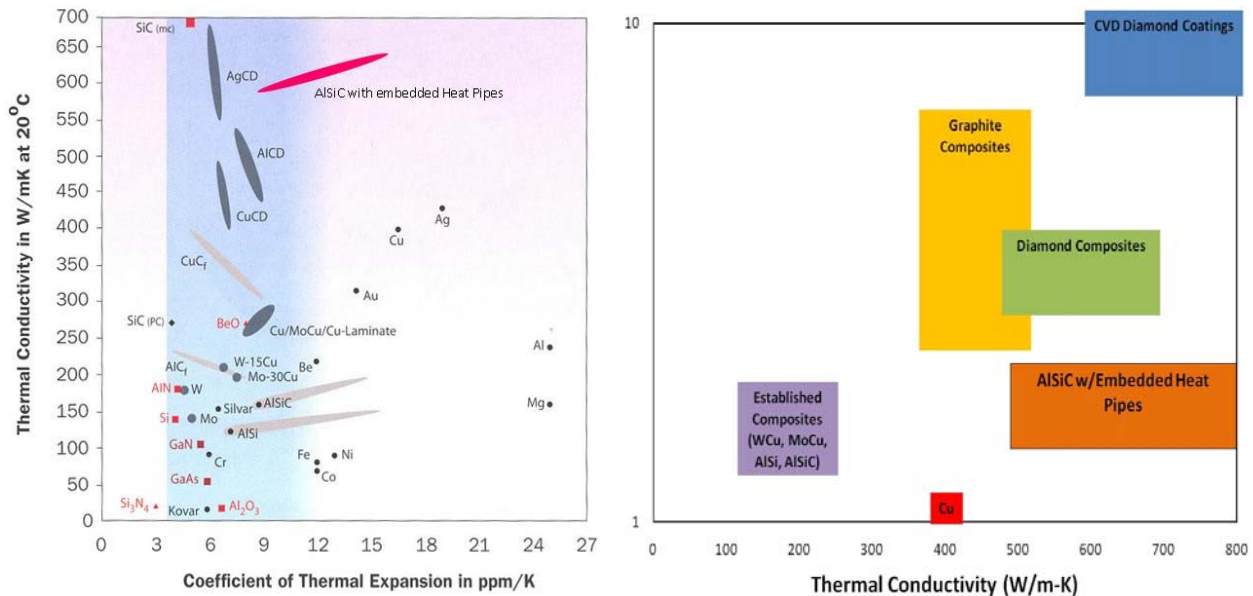 700
650
600
550
500
450
400
350
300
250
200
150
100
50
0
Thermal Conductivity in W/mK at 20°C
SiC (mc)
AgCD
AlSiC with embedded Heat Pipes
AlCD
CuCD
Ag
Cu
CuCf
Au
SiC (PC)
BeO
Cu/MoCu/Cu-Laminate
Al
AlCf
W-15Cu
Be
Mo-30Cu
AlN
W
Silvar
AlSiC
Mg
Si
Mo
AlSi
GaN
Cr
Fe
Ni
Co
GaAs
Si3N4
Kovar
Al2O3
0
3
6
9
12
15
18
21
24
27
Coefficient of Thermal Expansion in ppm/K
10
1
CVD Diamond Coatings
Graphite
Composites
Diamond Composites
AlSiC w/Embedded Heat
Pipes
Established
Composites
(WCu, MoCu,
AlSi, AlSiC)
Cu
0
100
200
300
400
500
600
700
800
Thermal Conductivity (W/m-K)